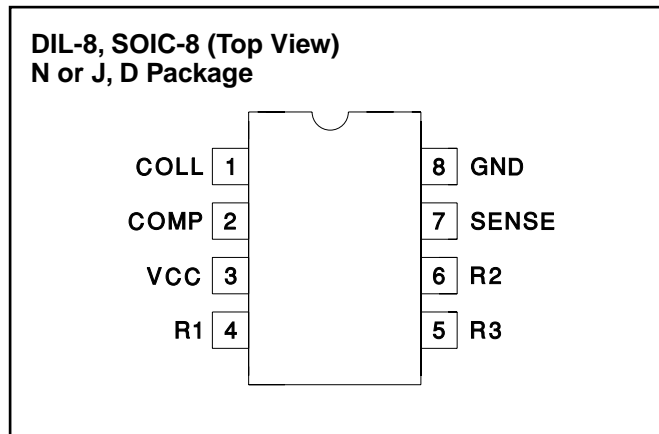 DIL-8, SOIC-8 (Top View)
N or J, D Package
COLL 1 8 GND
COMP 2 7 SENSE
VCC 3 6 R2
R1 4 5 R3